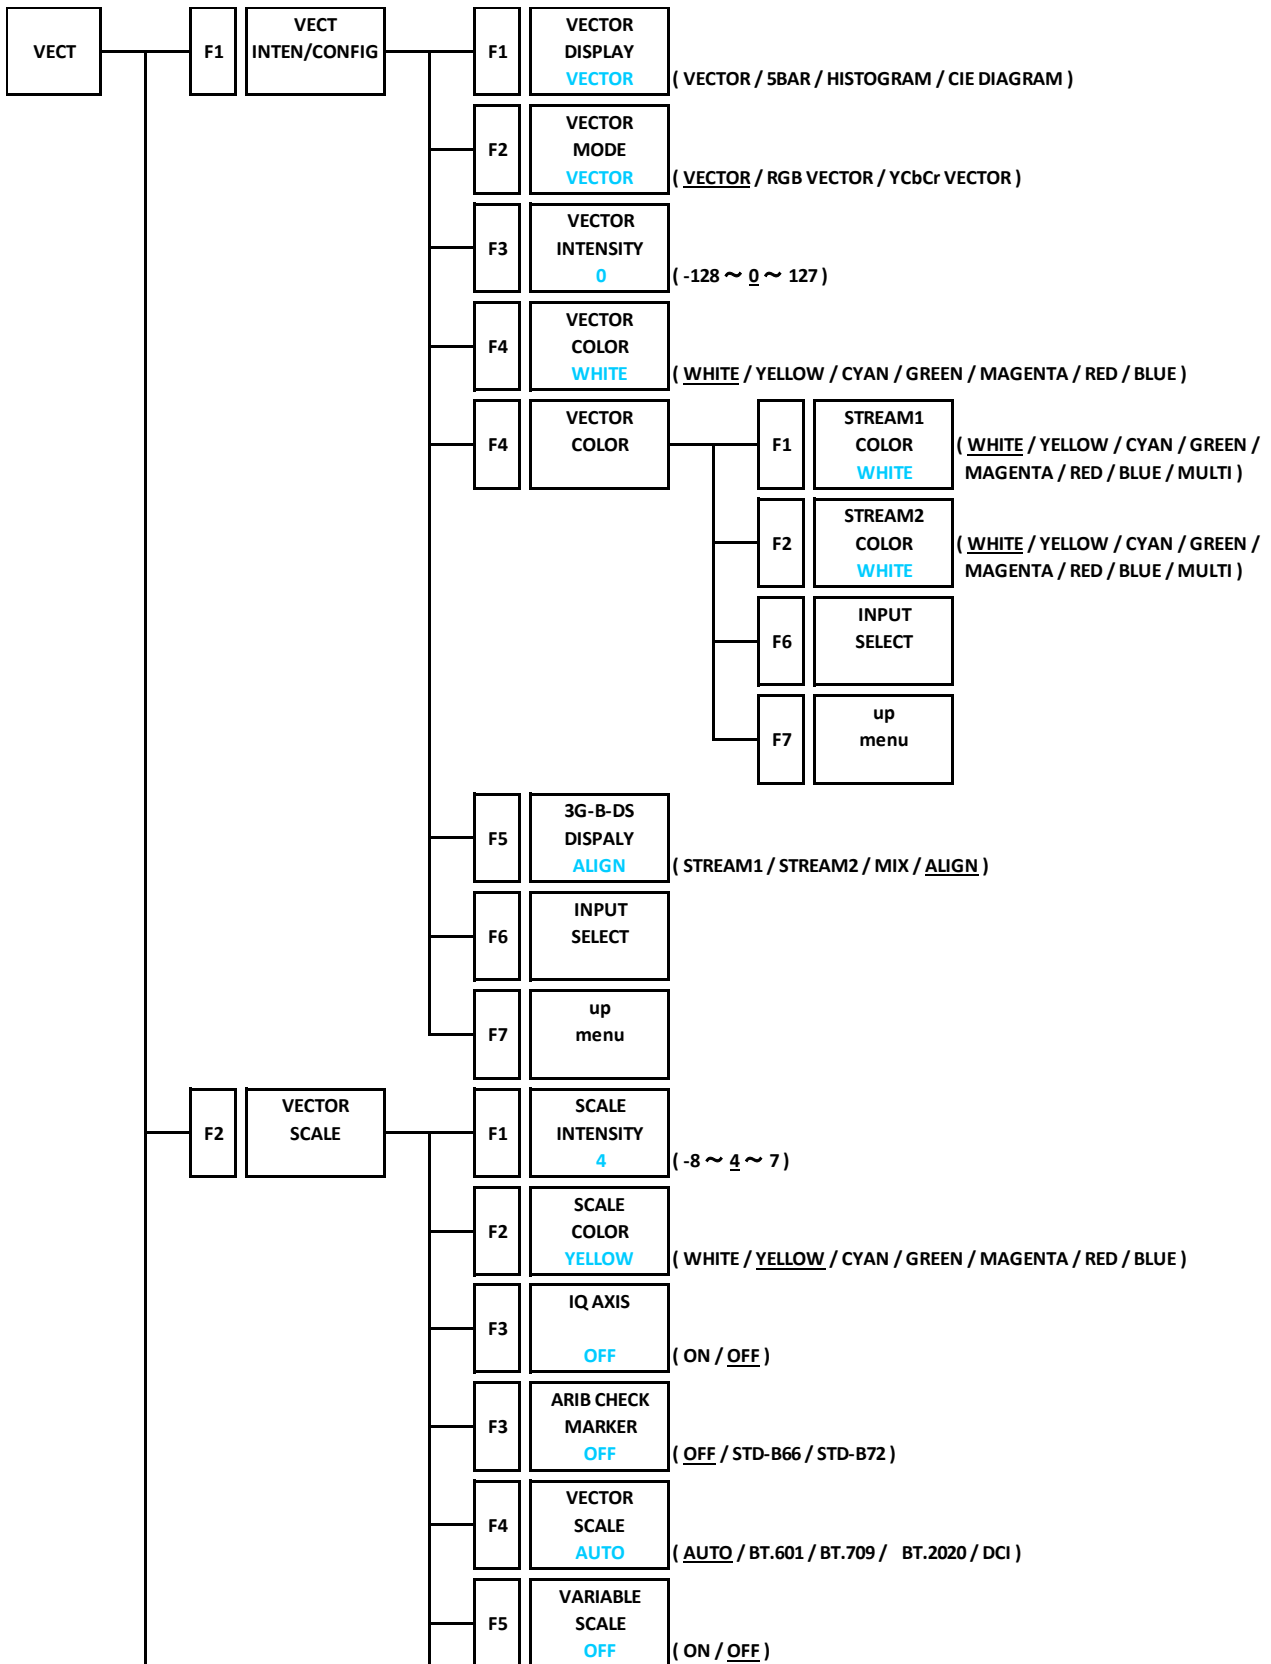 VECT
F1
VECT
INTEN/CONFIG
F1
VECTOR
DISPLAY
VECTOR
( VECTOR / 5BAR / HISTOGRAM / CIE DIAGRAM )
F2
VECTOR
MODE
VECTOR
( VECTOR / RGB VECTOR / YCbCr VECTOR )
F3
VECTOR
INTENSITY
0
( -128 ～ 0 ～ 127 )
F4
VECTOR
COLOR
WHITE
( WHITE / YELLOW / CYAN / GREEN / MAGENTA / RED / BLUE )
F4
VECTOR
COLOR
F1
STREAM1
COLOR
WHITE
( WHITE / YELLOW / CYAN / GREEN /
MAGENTA / RED / BLUE / MULTI )
F2
STREAM2
COLOR
WHITE
( WHITE / YELLOW / CYAN / GREEN /
MAGENTA / RED / BLUE / MULTI )
F6
INPUT
SELECT
F7
up
menu
F5
3G-B-DS
DISPALY
ALIGN
( STREAM1 / STREAM2 / MIX / ALIGN )
F6
INPUT
SELECT
F7
up
menu
F2
VECTOR
SCALE
F1
SCALE
INTENSITY
4
( -8 ～ 4 ～ 7 )
F2
SCALE
COLOR
YELLOW
( WHITE / YELLOW / CYAN / GREEN / MAGENTA / RED / BLUE )
F3
IQ AXIS
OFF
( ON / OFF )
F3
ARIB CHECK
MARKER
OFF
( OFF / STD-B66 / STD-B72 )
F4
VECTOR
SCALE
AUTO
( AUTO / BT.601 / BT.709 / BT.2020 / DCI )
F5
VARIABLE
SCALE
OFF
( ON / OFF )